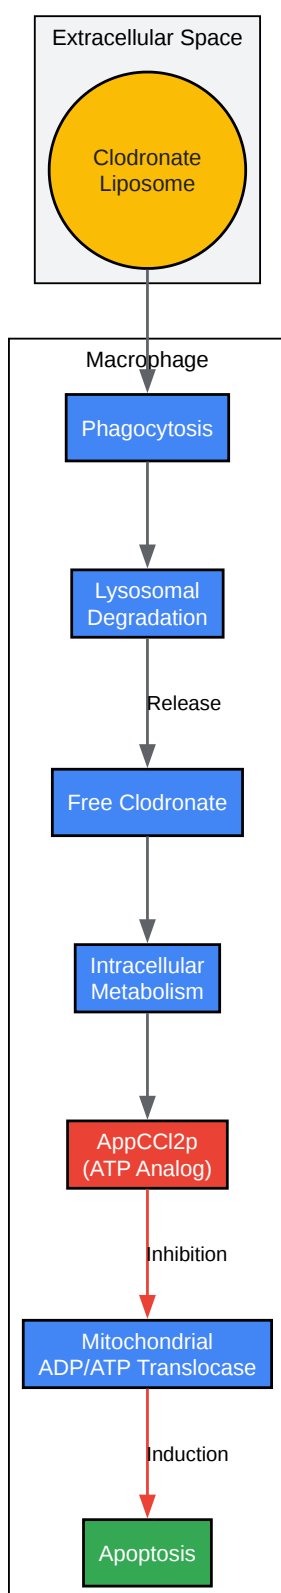 Extracellular Space
Clodronate
Liposome
Macrophage
Phagocytosis
Lysosomal
Degradation
Release
Free Clodronate
Intracellular
Metabolism
AppCCl2p
(ATP Analog)
Inhibition
Mitochondrial
ADP/ATP Translocase
Induction
Apoptosis